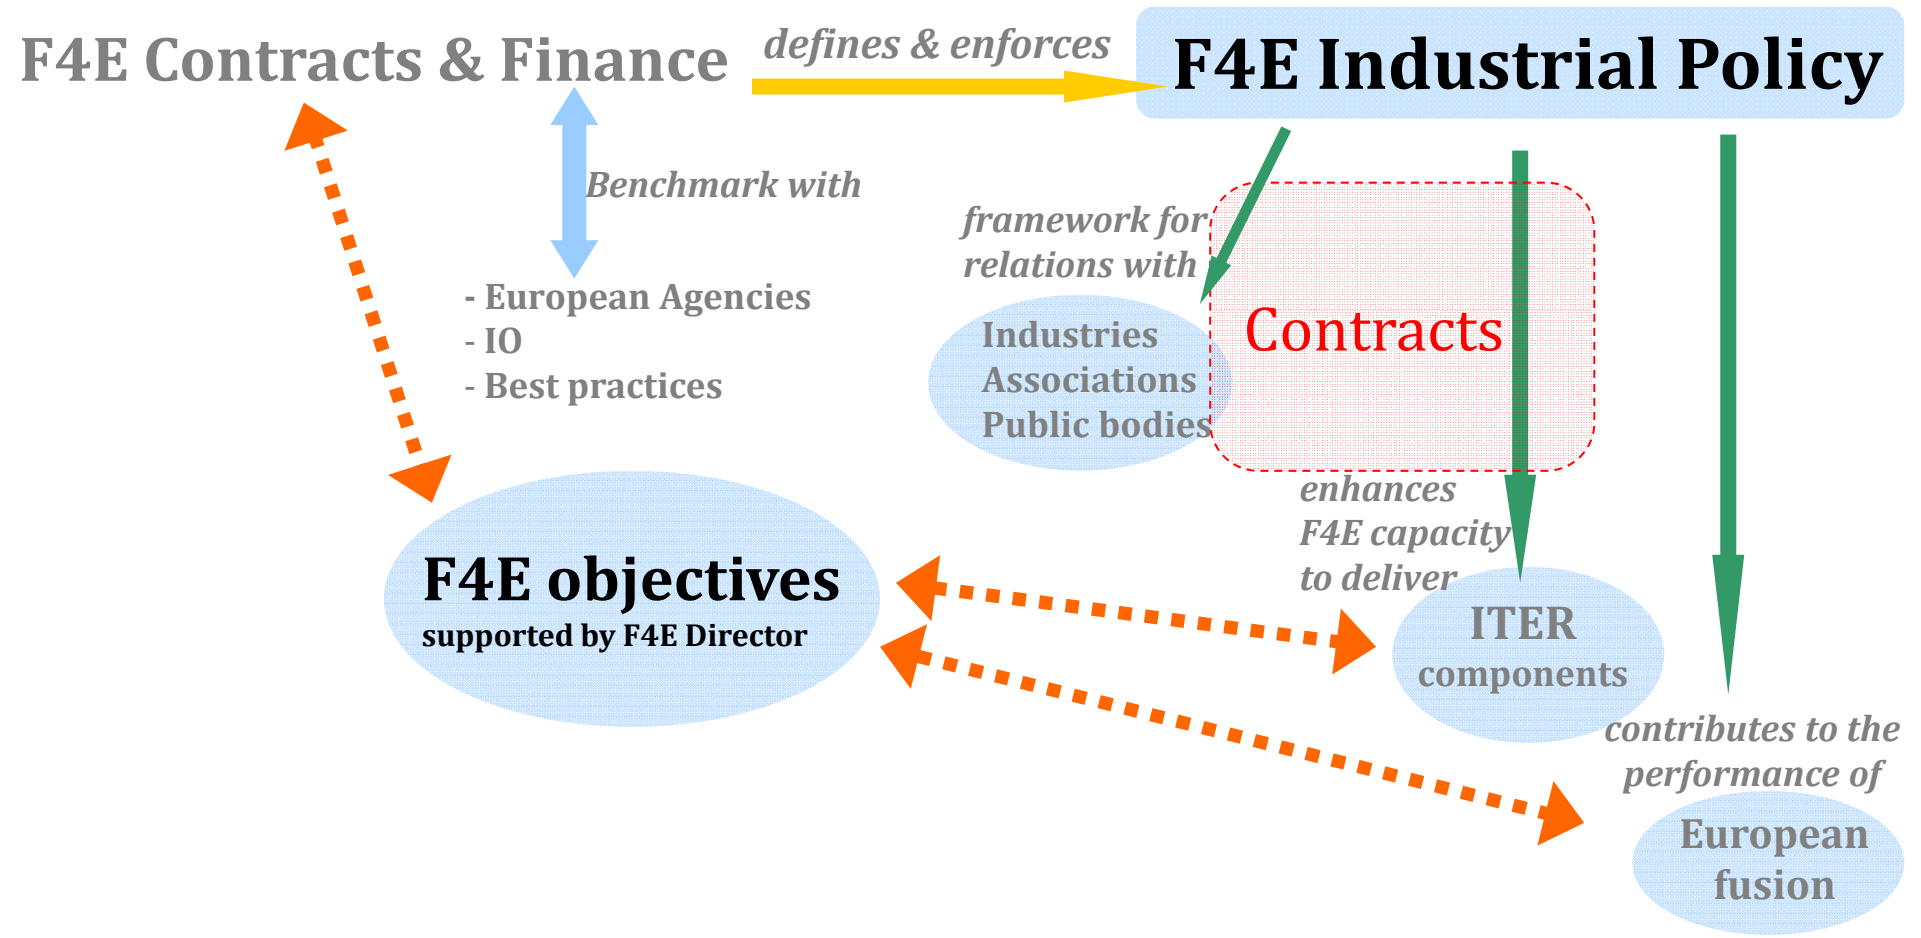 F4E Contracts & Finance
defines & enforces
F4E Industrial Policy
Benchmark with
- European Agencies
- IO
- Best practices
framework for
relations with
Industries
Associations
Public bodies
Contracts
enhances
F4E capacity
to deliver
F4E objectives
supported by F4E Director
ITER
components
contributes to the
performance of
European
fusion